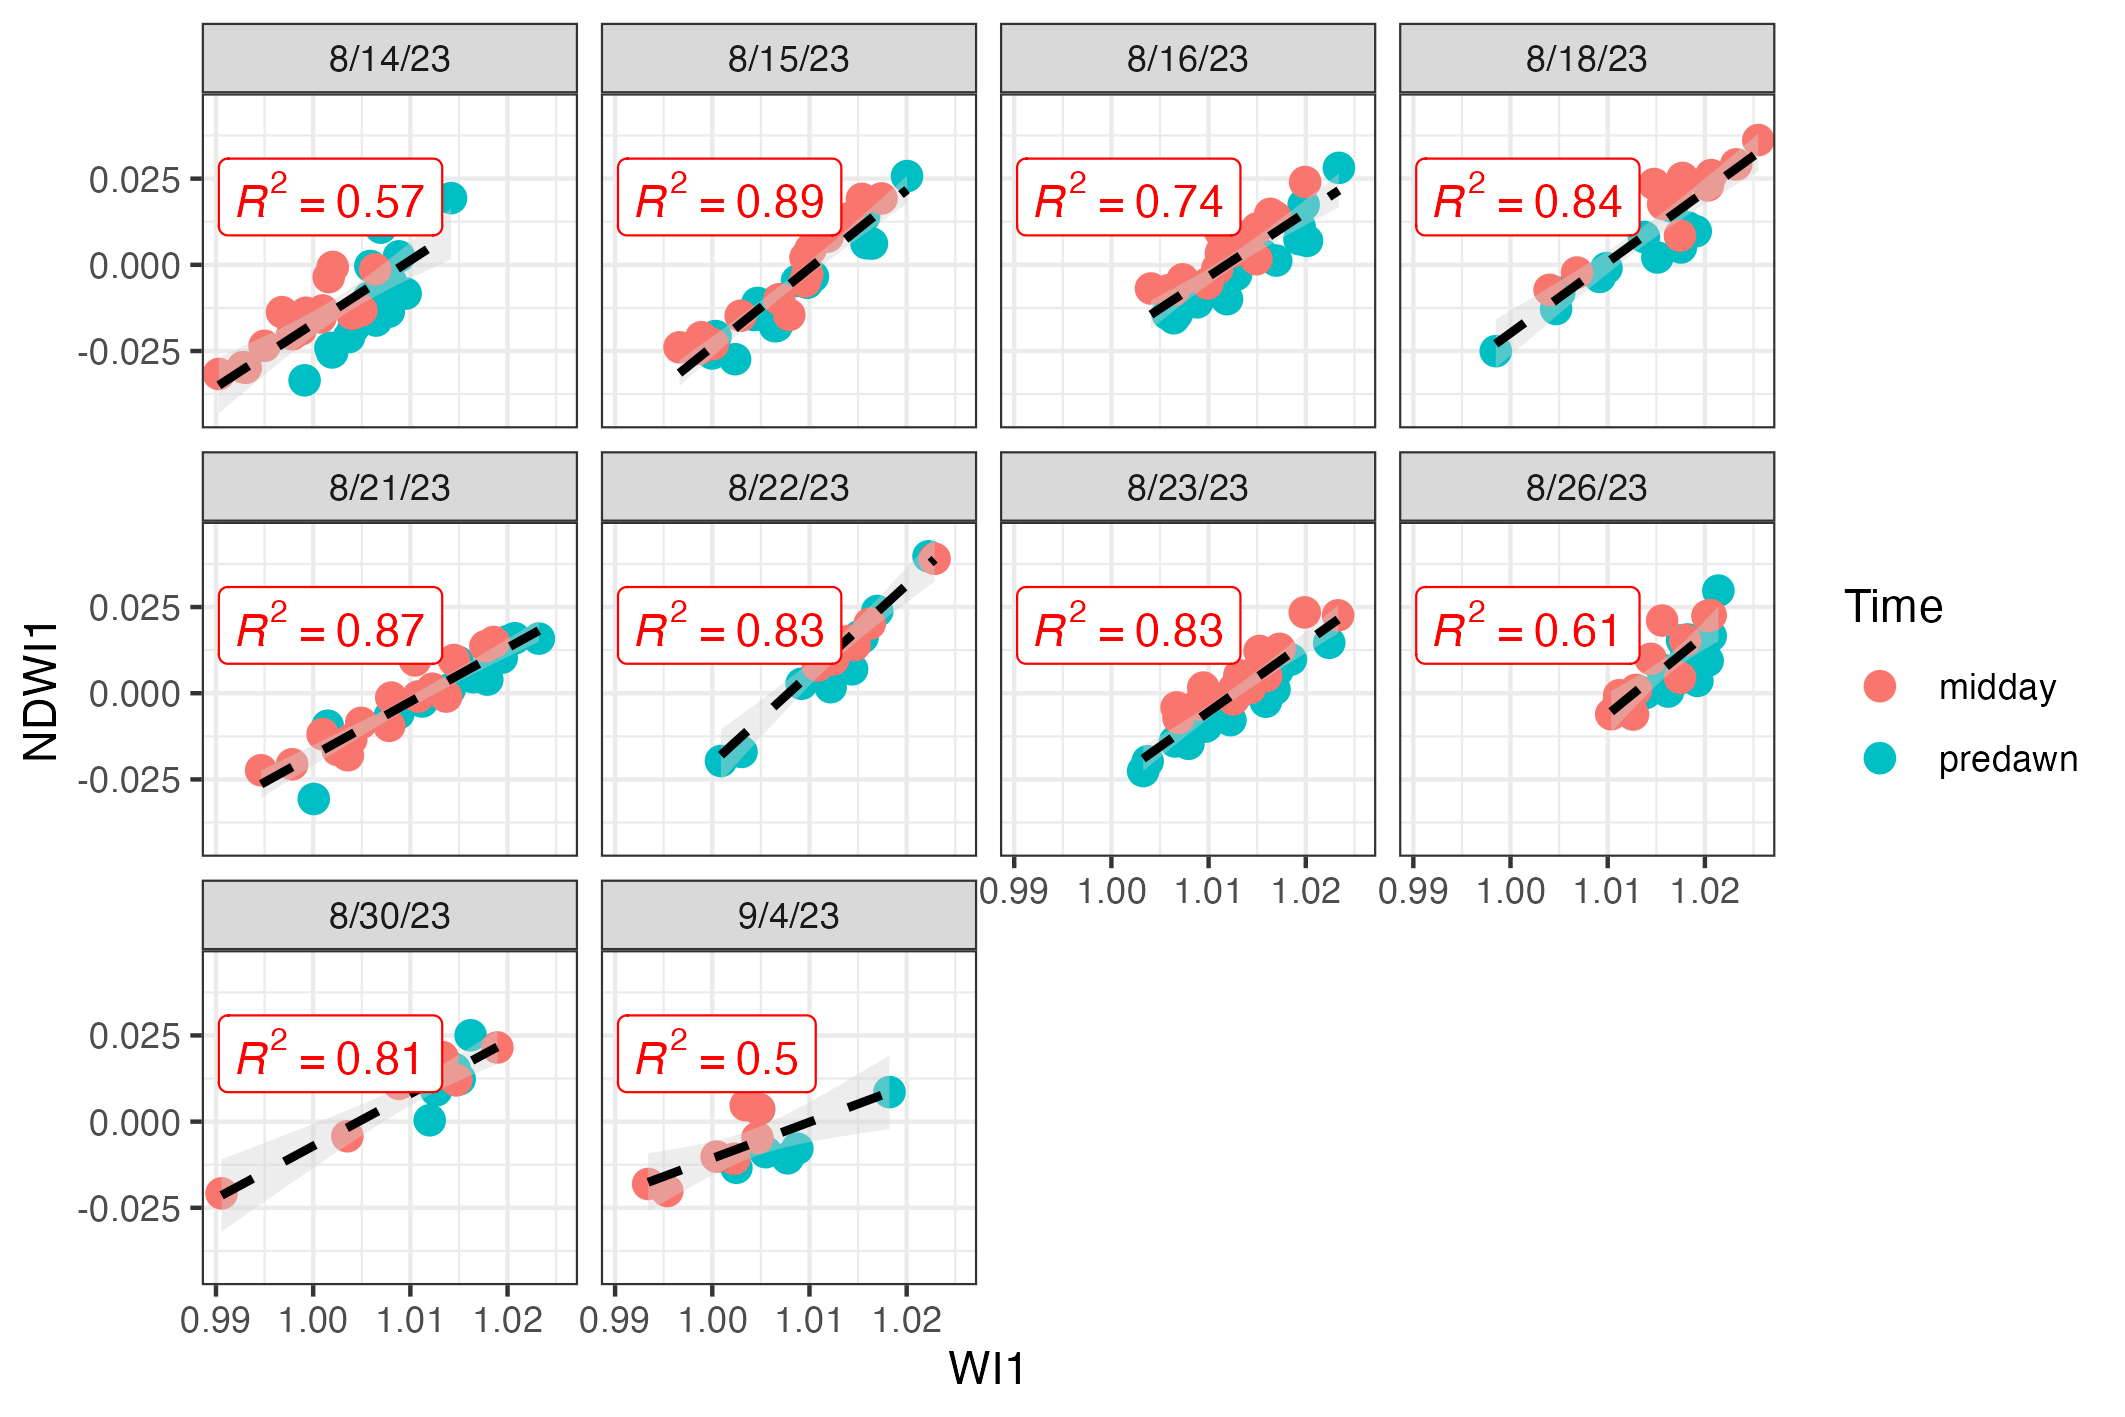 8/14/23 8/15/23 8/16/23 8/18/23
0.025
0.000
-0.025
R² = 0.57 R² = 0.89 R² = 0.74 R² = 0.84
8/21/23 8/22/23 8/23/23 8/26/23
0.025
0.000
-0.025
R² = 0.87 R² = 0.83 R² = 0.83 R² = 0.61
0.99 1.00 1.01 1.02 0.99 1.00 1.01 1.02
8/30/23 9/4/23
0.025
0.000
-0.025
R² = 0.81 R² = 0.5
0.99 1.00 1.01 1.02 0.99 1.00 1.01 1.02
WI1
NDWI1
Time
midday
predawn